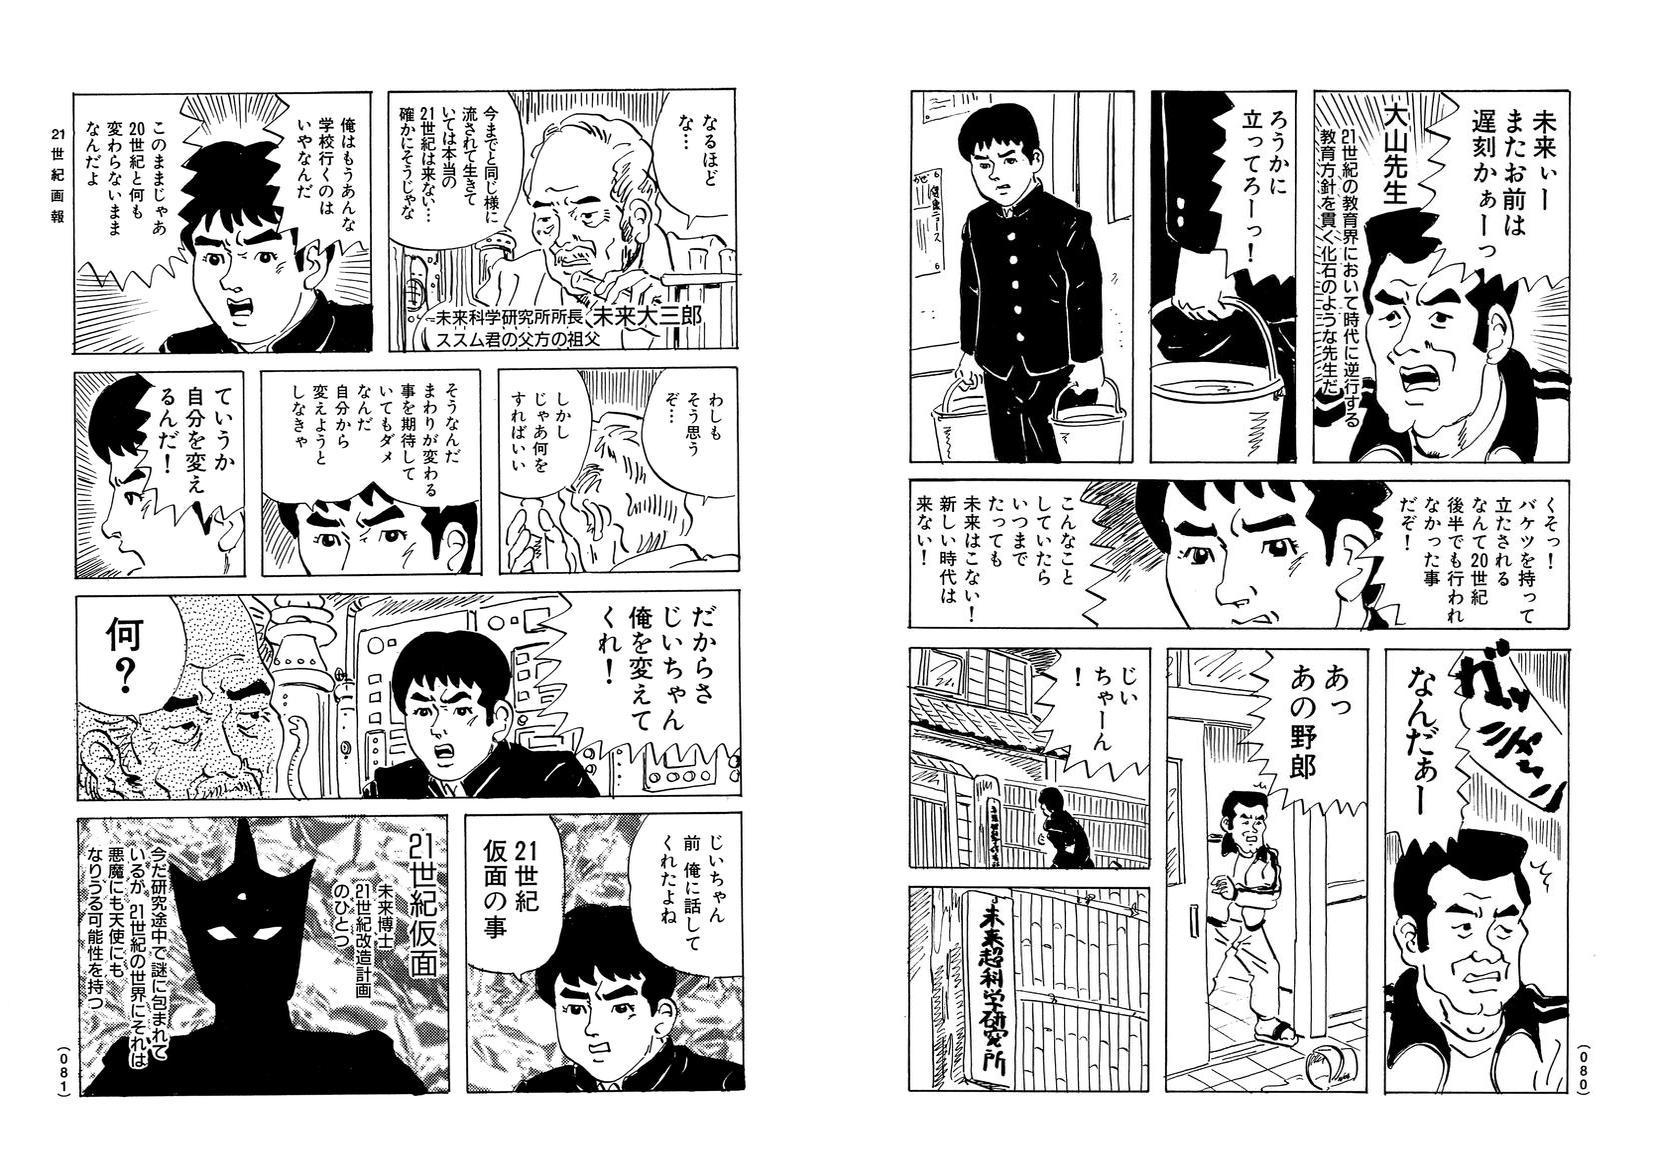 未来ぃー
またお前は
遅刻かぁーっ
大山先生
21世紀の教育界において時代に逆行する
教育方針を貫く化石のような先生だ
ろうかに
立ってろーっ！
くそっ！
バケツを持って
立たされる
なんて20世紀
後半でも行われ
なかった事
だぞ！
こんなこと
していたら
いつまで
たっても
未来はこない！
新しい時代は
来ない！
ガッシャーン
なんだぁー
あっ
あの野郎
じい
ちゃーん
！
未来超科学研究所
(080)
なるほど
な…
今までと同じ様に
流されて生きて
いては本当の
21世紀は来ない…
確かにそうじゃな
未来科学研究所所長 未来大三郎
ススム君の父方の祖父
俺はもうあんな
学校行くのは
いやなんだ
このままじゃあ
20世紀と何も
変わらないまま
なんだよ
わしも
そう思う
ぞ…
しかし
じゃあ何を
すればいい
そうなんだ
まわりが変わる
事を期待して
いてもダメ
なんだ
自分から
変えようと
しなきゃ
ていうか
自分を変え
るんだ！
だからさ
じいちゃん
俺を変えて
くれ！
何？
じいちゃん
前 俺に話して
くれたよね
21世紀
仮面の事
21世紀仮面
未来博士
21世紀改造計画
のひとつ
今だ研究途中で謎に包まれて
いるが 21世紀の世界にそれは
悪魔にも天使にも
なりうる可能性を持つ
21世紀画報
(081)